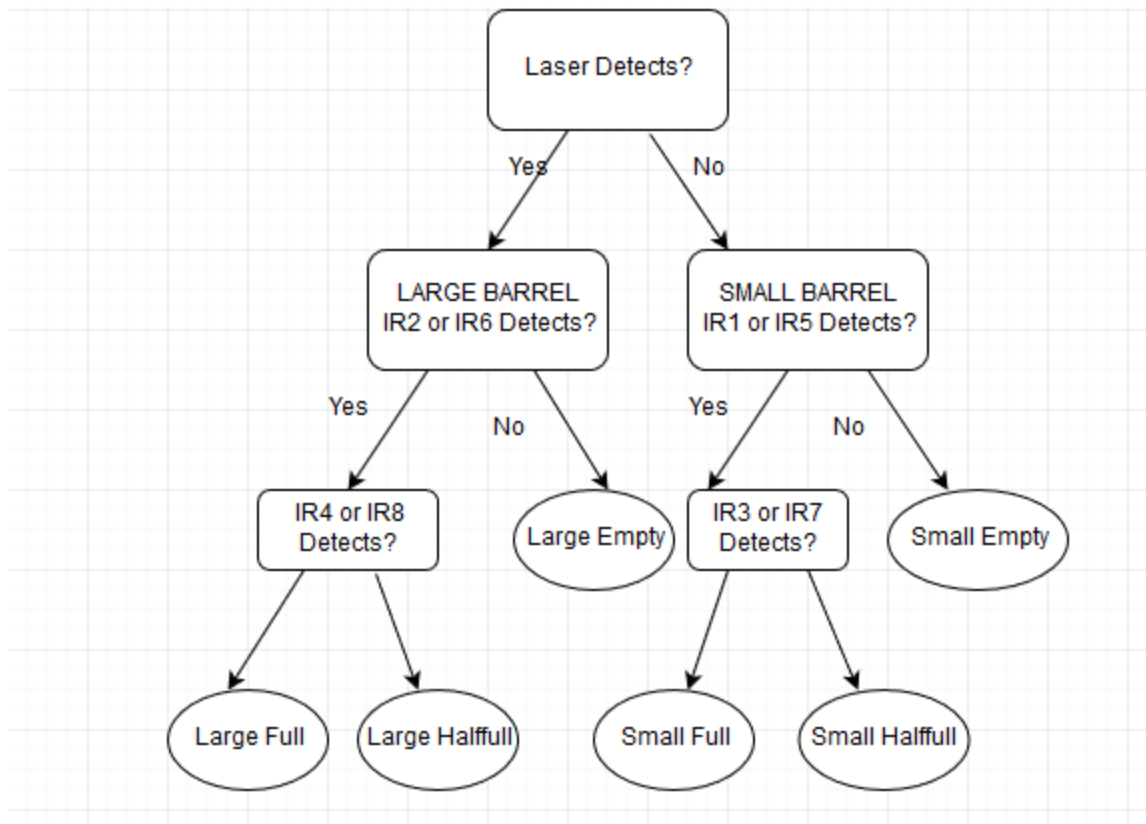 Laser Detects?
Yes
No
LARGE BARREL
IR2 or IR6 Detects?
SMALL BARREL
IR1 or IR5 Detects?
Yes
No
Yes
No
IR4 or IR8
Detects?
Large Empty
IR3 or IR7
Detects?
Small Empty
Large Full
Large Halffull
Small Full
Small Halffull